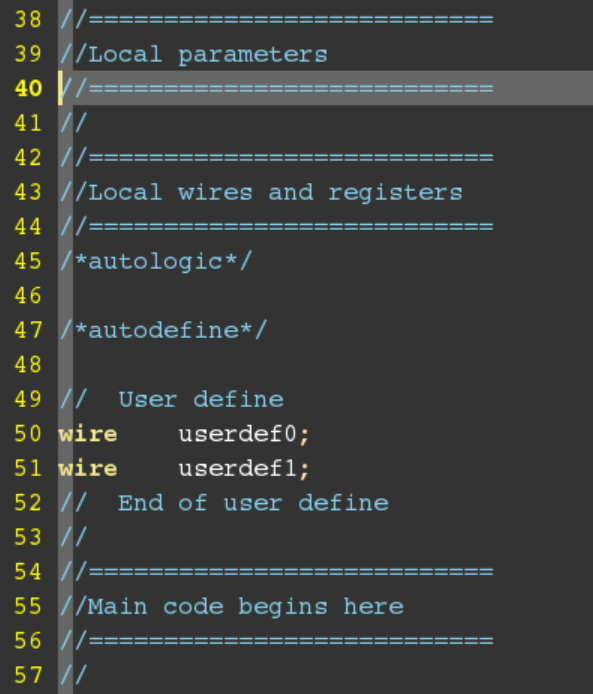 38 //===========================
39 //Local parameters
40 //===========================
41 //
42 //===========================
43 //Local wires and registers
44 //===========================
45 /*autologic*/
46
47 /*autodefine*/
48
49 //  User define
50 wire    userdef0;
51 wire    userdef1;
52 //  End of user define
53 //
54 //===========================
55 //Main code begins here
56 //===========================
57 //